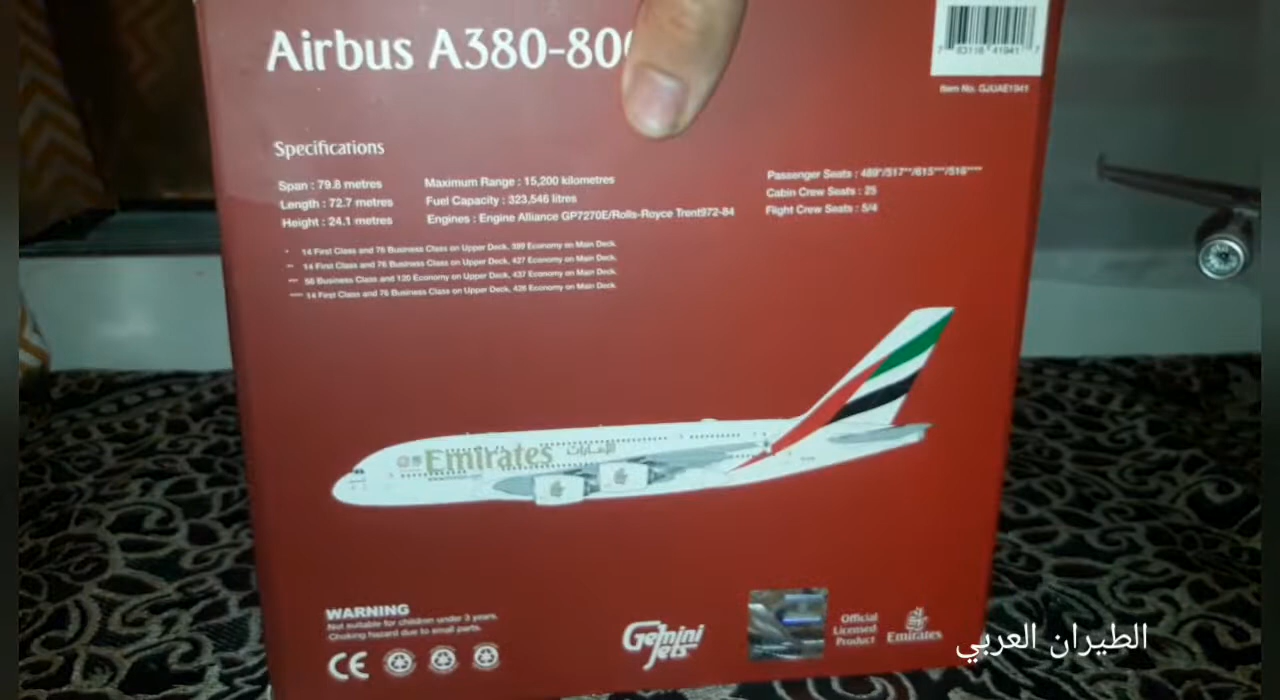 Airbus A380-800
7 63116 41941 7
Item No. GJUAE1941
Specifications
Span : 79.8 metres
Length : 72.7 metres
Height : 24.1 metres
Maximum Range : 15,200 kilometres
Fuel Capacity : 323,546 litres
Engines : Engine Alliance GP7270E/Rolls-Royce Trent972-84
Passenger Seats : 489*/517**/615***/516****
Cabin Crew Seats : 25
Flight Crew Seats : 5/4
* 14 First Class and 76 Business Class on Upper Deck, 399 Economy on Main Deck.
** 14 First Class and 76 Business Class on Upper Deck, 427 Economy on Main Deck.
*** 58 Business Class and 120 Economy on Upper Deck, 437 Economy on Main Deck.
**** 14 First Class and 76 Business Class on Upper Deck, 426 Economy on Main Deck.
Emirates الإمارات
WARNING
Not suitable for children under 3 years.
Choking hazard due to small parts.
CE
Gemini
Jets
Official
Licensed
Product
Emirates
الطيران العربي